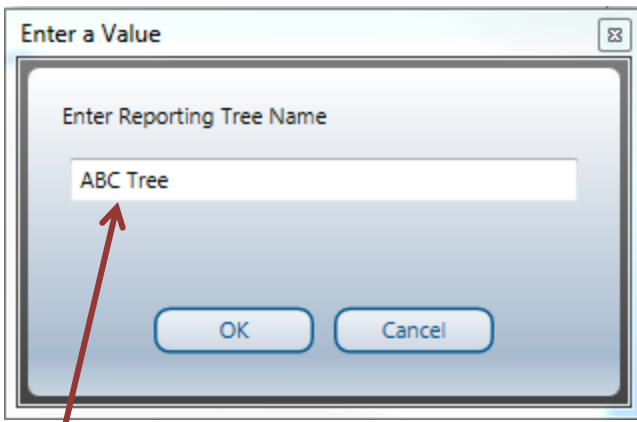 Enter a Value
Enter Reporting Tree Name
ABC Tree
OK
Cancel